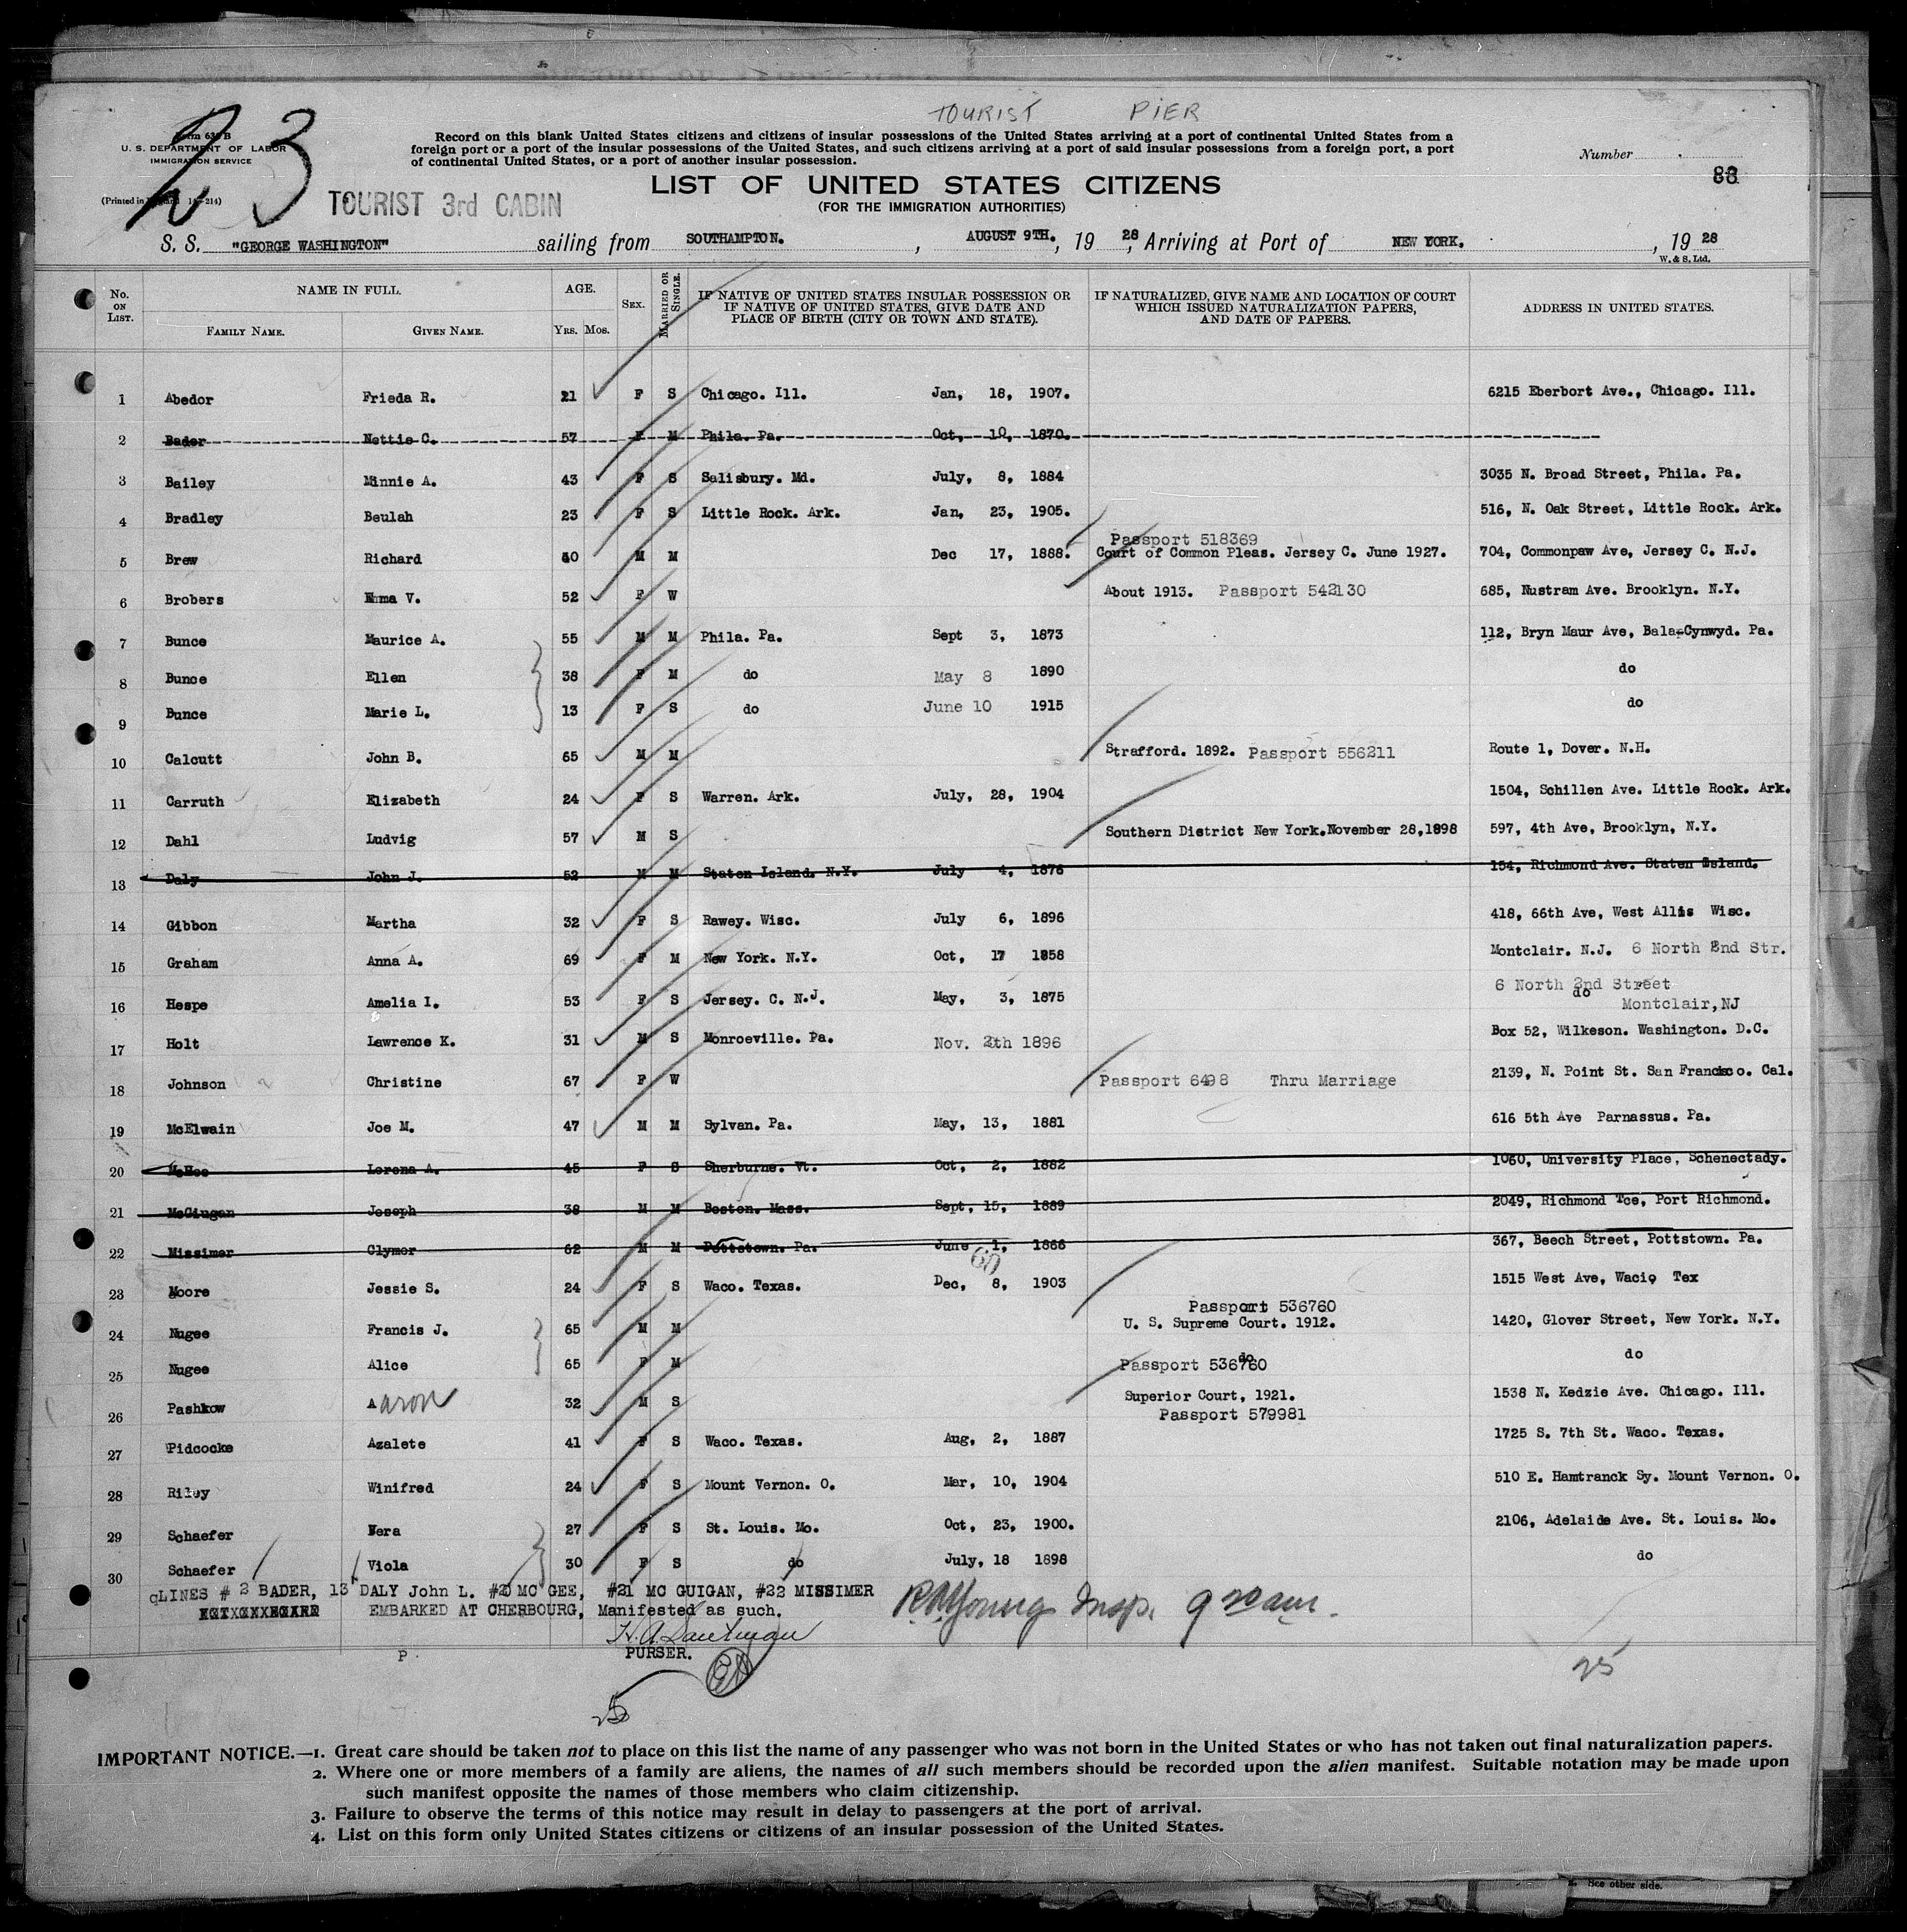 TOURIST PIER
23
Form 630 B
U. S. DEPARTMENT OF LABOR
IMMIGRATION SERVICE
(Printed in 14-214)
Record on this blank United States citizens and citizens of insular possessions of the United States arriving at a port of continental United States from a
foreign port or a port of the insular possessions of the United States, and such citizens arriving at a port of said insular possessions from a foreign port, a port
of continental United States, or a port of another insular possession.
Number
88
LIST OF UNITED STATES CITIZENS
(FOR THE IMMIGRATION AUTHORITIES)
TOURIST 3rd CABIN
S. S. "GEORGE WASHINGTON" sailing from SOUTHAMPTON. , AUGUST 9TH. , 19 28 , Arriving at Port of NEW YORK. , 19 28
W. & S. Ltd.
No. ON LIST. NAME IN FULL. AGE. SEX. MARRIED OR SINGLE. IF NATIVE OF UNITED STATES INSULAR POSSESSION OR IF NATIVE OF UNITED STATES, GIVE DATE AND PLACE OF BIRTH (CITY OR TOWN AND STATE). IF NATURALIZED, GIVE NAME AND LOCATION OF COURT WHICH ISSUED NATURALIZATION PAPERS, AND DATE OF PAPERS. ADDRESS IN UNITED STATES.
FAMILY NAME. GIVEN NAME. YRS. MOS.
1 Abedor Frieda R. 21 F S Chicago. Ill. Jan, 18, 1907. 6215 Eberbort Ave., Chicago. Ill.
2 Bader Nettie C. 57 F M Phila. Pa. Oct, 10, 1870.
3 Bailey Minnie A. 43 F S Salisbury. Md. July, 8, 1884 3035 N. Broad Street, Phila. Pa.
4 Bradley Beulah 23 F S Little Rock. Ark. Jan, 23, 1905. 516, N. Oak Street, Little Rock. Ark.
Passport 518369
5 Brew Richard 40 M M Dec 17, 1888. Court of Common Pleas. Jersey C. June 1927. 704, Commonpaw Ave, Jersey C. N.J.
6 Brobers Emma V. 52 F W About 1913. Passport 542130 685, Nustram Ave. Brooklyn. N.Y.
7 Bunce Maurice A. 55 M M Phila. Pa. Sept 3, 1873 112, Bryn Maur Ave, Bala-Cynwyd. Pa.
8 Bunce Ellen 38 F M do May 8 1890 do
9 Bunce Marie L. 13 F S do June 10 1915 do
10 Calcutt John B. 65 M M Strafford. 1892. Passport 556211 Route 1, Dover. N.H.
11 Carruth Elizabeth 24 F S Warren. Ark. July, 28, 1904 1504, Schillen Ave. Little Rock. Ark.
12 Dahl Ludvig 57 M S Southern District New York.November 28,1898 597, 4th Ave, Brooklyn, N.Y.
13 Daly John J. 52 M M Staten Island. N.Y. July 4, 1876 154, Richmond Ave. Staten Island.
14 Gibbon Martha 32 F S Rawey. Wisc. July 6, 1896 418, 66th Ave, West Allis Wisc.
15 Graham Anna A. 69 F M New York. N.Y. Oct, 17 1858 Montclair. N.J. 6 North 2nd Str.
16 Hespe Amelia I. 53 F S Jersey. C. N.J. May, 3, 1875 6 North 2nd Street
do Montclair,NJ
17 Holt Lawrence K. 31 M S Monroeville. Pa. Nov. 2th 1896 Box 52, Wilkeson. Washington. D.C.
18 Johnson Christine 67 F W Passport 6498 Thru Marriage 2139, N. Point St. San Francisco. Cal.
19 McElwain Joe M. 47 M M Sylvan. Pa. May, 13, 1881 616 5th Ave Parnassus. Pa.
20 McHee Lorena A. 45 F S Sherburne. Vt. Oct, 2, 1882 1060, University Place, Schenectady.
21 McGiugan Joseph 38 M M Boston. Mass. Sept, 15, 1889 2049, Richmond Tce, Port Richmond.
22 Missimer Clymer 62 M M Pottstown. Pa. June 1, 1866 367, Beech Street, Pottstown. Pa.
60
23 Moore Jessie S. 24 F S Waco. Texas. Dec, 8, 1903 1515 West Ave, Wacio Tex
Passport 536760
24 Nugee Francis J. 65 M M U. S. Supreme Court. 1912. 1420, Glover Street, New York. N.Y.
25 Nugee Alice 65 F M do Passport 536760 do
26 Pashkow Aaron 32 M S Superior Court, 1921. 1538 N. Kedzie Ave. Chicago. Ill.
Passport 579981
27 Pidcocke Azalete 41 F S Waco. Texas. Aug, 2, 1887 1725 S. 7th St. Waco. Texas.
28 Riley Winifred 24 F S Mount Vernon. O. Mar, 10, 1904 510 E. Hamtranck Sy. Mount Vernon. O.
29 Schaefer Vera 27 F S St. Louis. Mo. Oct, 23, 1900. 2106, Adelaide Ave. St. Louis. Mo.
30 Schaefer Viola 30 F S do July, 18 1898 do
qLINES # 2 BADER, 13 DALY John L. #20 MC GEE, #21 MC GUIGAN, #22 MISSIMER
EMBARKED AT CHERBOURG, Manifested as such.
PURSER.
P
25
25
IMPORTANT NOTICE.—1. Great care should be taken not to place on this list the name of any passenger who was not born in the United States or who has not taken out final naturalization papers.
2. Where one or more members of a family are aliens, the names of all such members should be recorded upon the alien manifest. Suitable notation may be made upon
such manifest opposite the names of those members who claim citizenship.
3. Failure to observe the terms of this notice may result in delay to passengers at the port of arrival.
4. List on this form only United States citizens or citizens of an insular possession of the United States.
See other side.